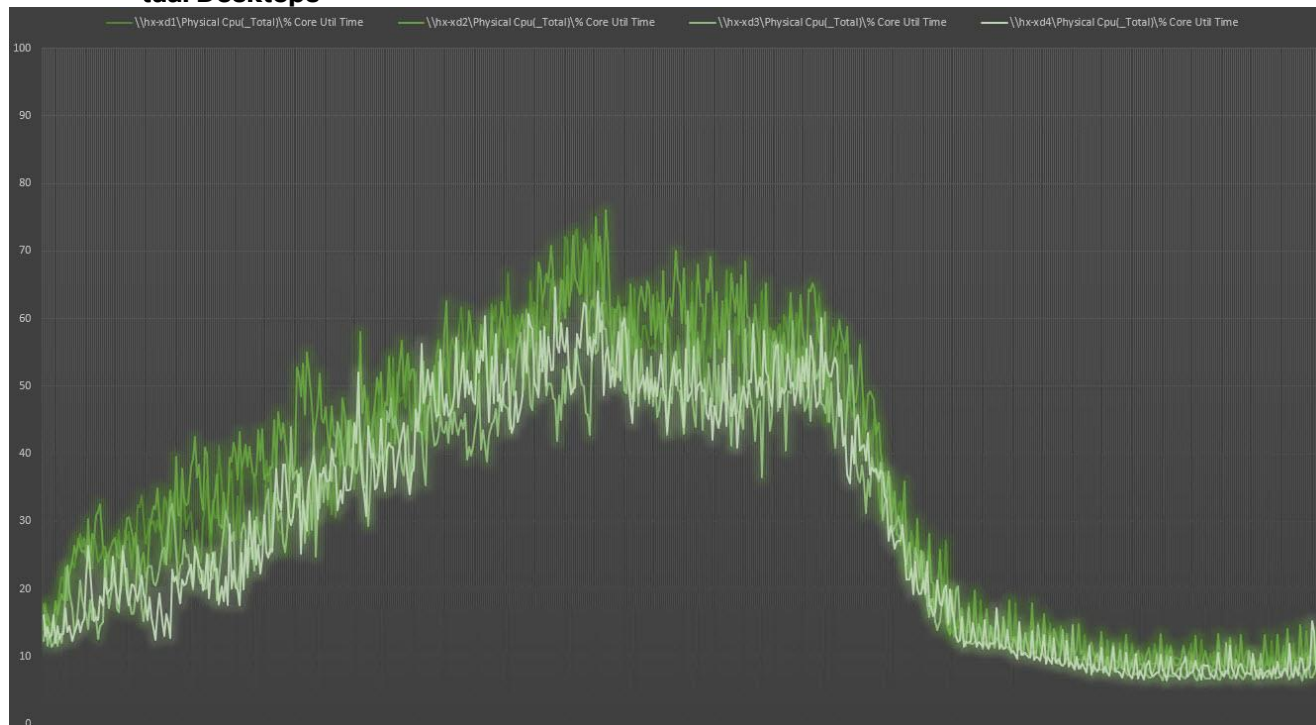 tual Desktops
\\hx-xd1\Physical Cpu(_Total)\% Core Util Time
\\hx-xd2\Physical Cpu(_Total)\% Core Util Time
\\hx-xd3\Physical Cpu(_Total)\% Core Util Time
\\hx-xd4\Physical Cpu(_Total)\% Core Util Time
100
90
80
70
60
50
40
30
20
10
0